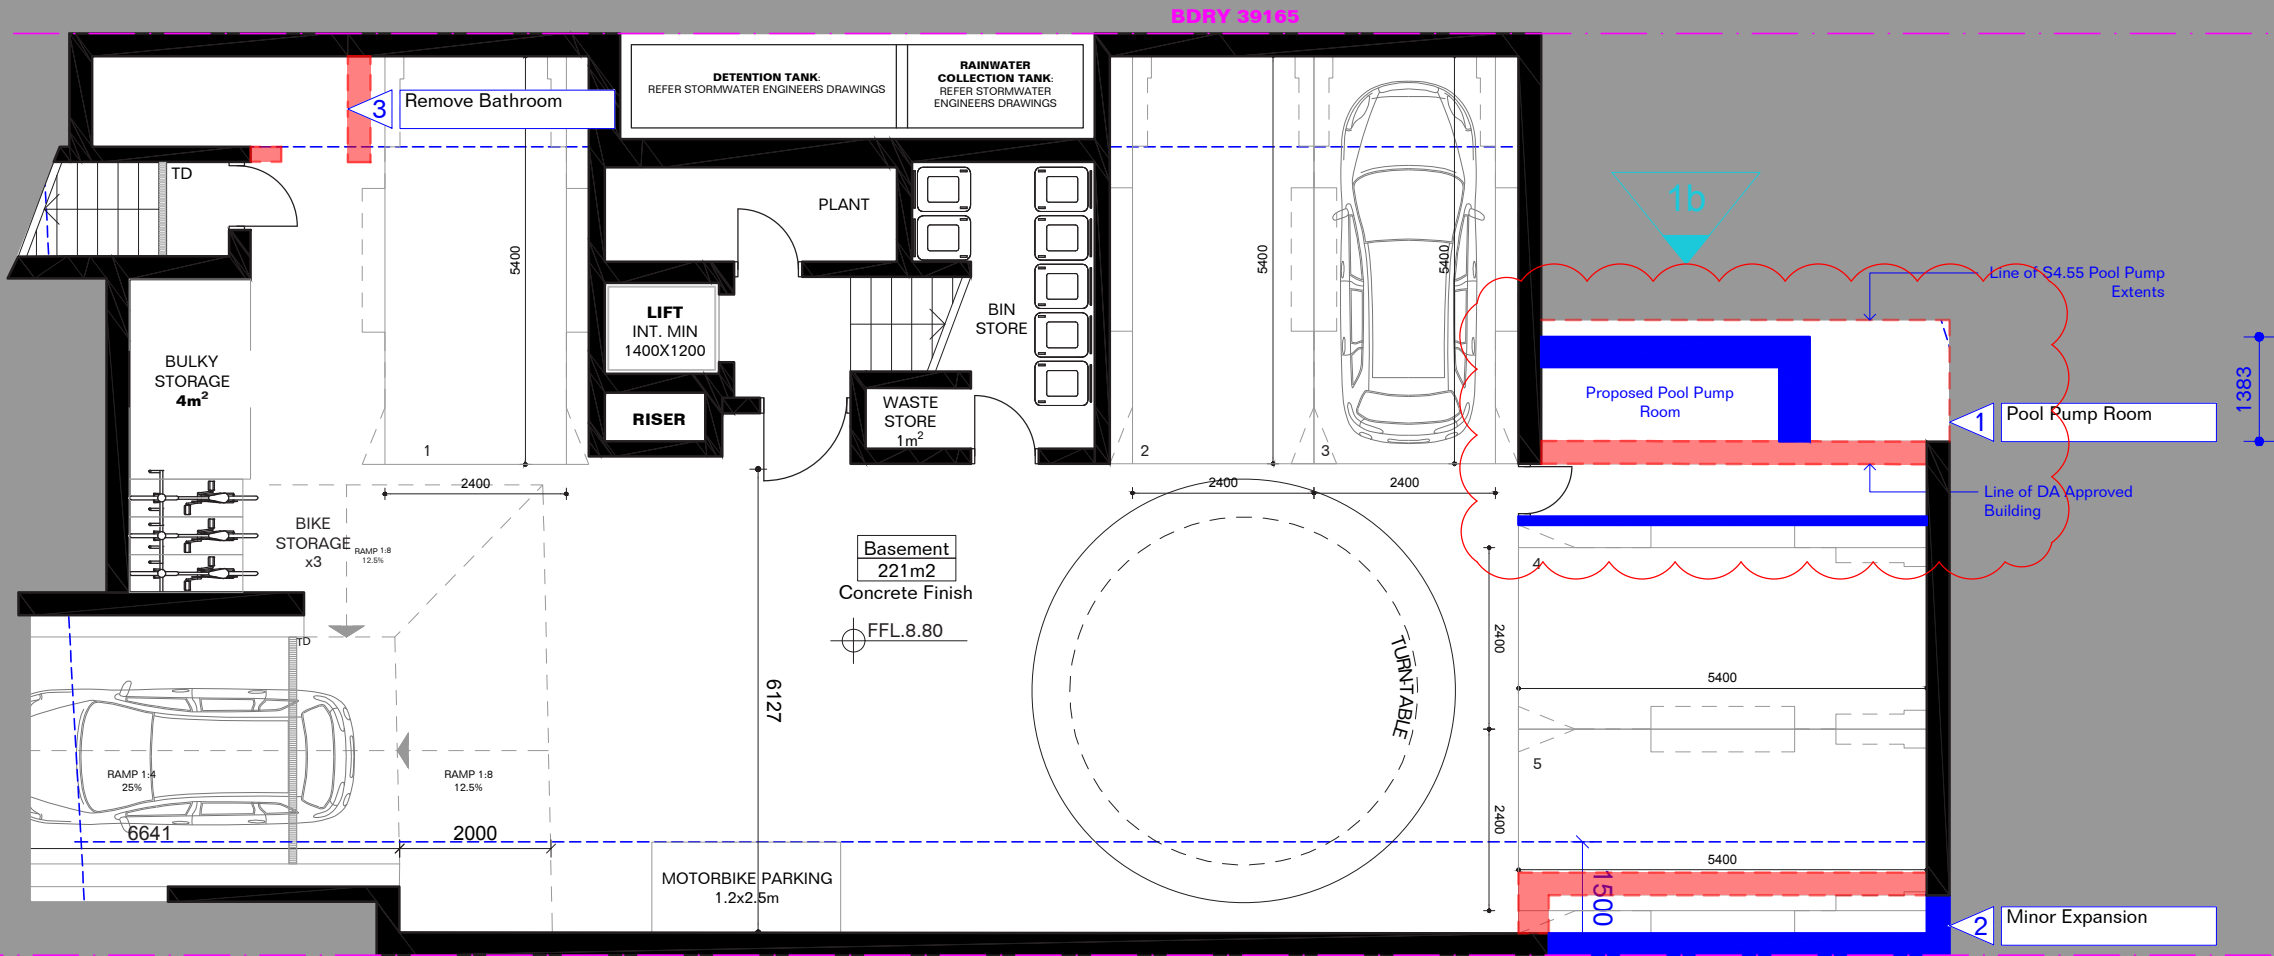 BDRY 39165
DETENTION TANK:
REFER STORMWATER ENGINEERS DRAWINGS
RAINWATER
COLLECTION TANK:
REFER STORMWATER
ENGINEERS DRAWINGS
3
Remove Bathroom
TD
PLANT
5400
5400
5400
1b
Line of S4.55 Pool Pump
Extents
LIFT
INT. MIN
1400X1200
BIN
STORE
BULKY
STORAGE
4m²
RISER
WASTE
STORE
1m²
Proposed Pool Pump
Room
1383
1
Pool Pump Room
1
2
3
2400
2400
2400
Line of DA Approved
Building
BIKE
STORAGE
x3
RAMP 1:8
12.5%
Basement
221m2
Concrete Finish
FFL.8.80
4
TD
2400
6127
TURNTABLE
5400
5
RAMP 1:4
25%
RAMP 1:8
12.5%
6641
2000
2400
5400
MOTORBIKE PARKING
1.2x2.5m
1500
2
Minor Expansion